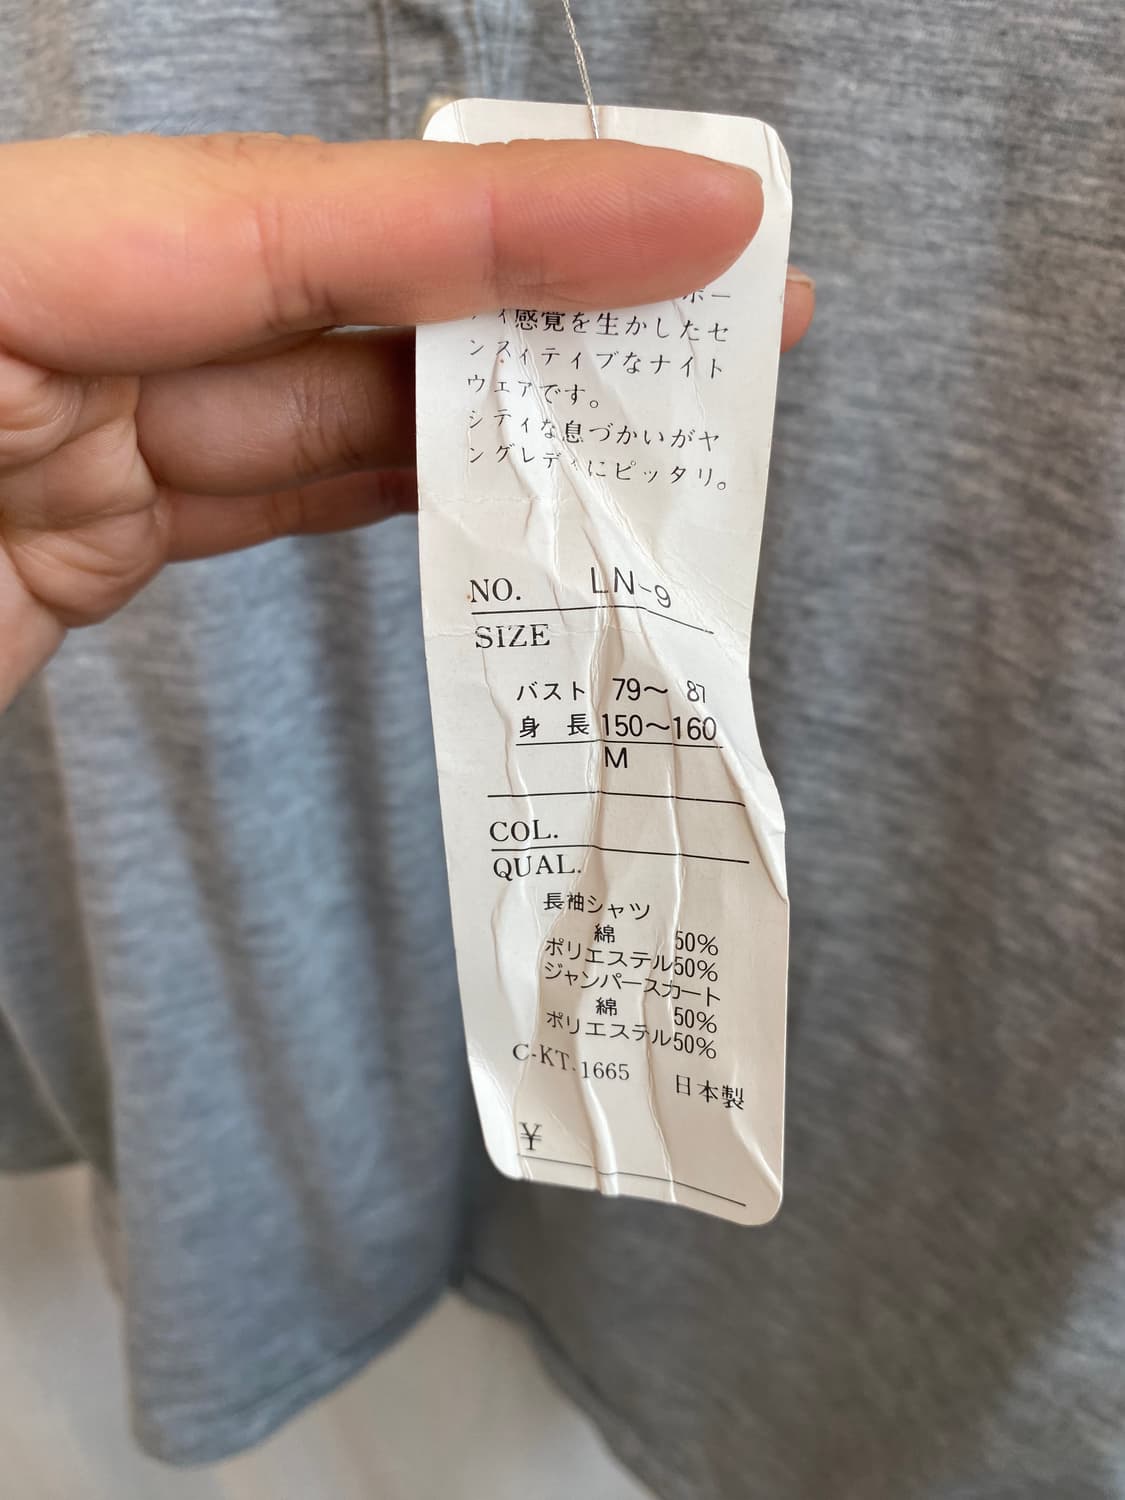 ポー
ティ感覚を生かしたセ
ンスィティブなナイト
ウェアです。
シティな息づかいがヤ
ングレディにピッタリ。
NO. LN-9
SIZE
バスト 79〜 87
身 長 150〜160
M
COL.
QUAL.
長袖シャツ
綿 50%
ポリエステル50%
ジャンパースカート
綿 50%
ポリエステル50%
C-KT-1665 日本製
¥